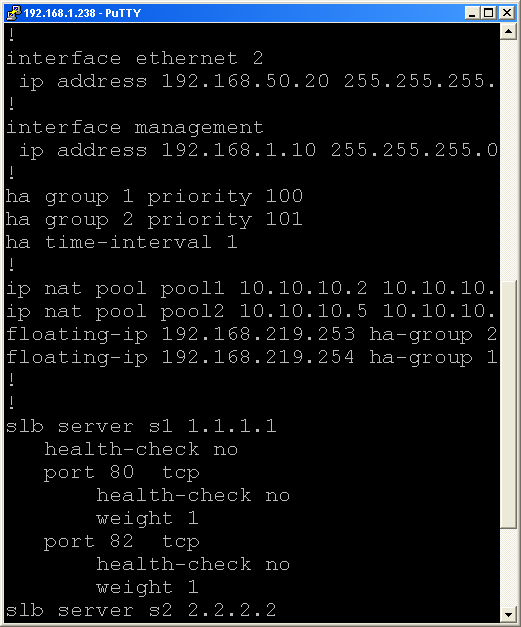 192.168.1.238 - PuTTY
!
interface ethernet 2
 ip address 192.168.50.20 255.255.255.
!
interface management
 ip address 192.168.1.10 255.255.255.0
!
ha group 1 priority 100
ha group 2 priority 101
ha time-interval 1
!
ip nat pool pool1 10.10.10.2 10.10.10.
ip nat pool pool2 10.10.10.5 10.10.10.
floating-ip 192.168.219.253 ha-group 2
floating-ip 192.168.219.254 ha-group 1
!
!
slb server s1 1.1.1.1
   health-check no
   port 80  tcp
       health-check no
       weight 1
   port 82  tcp
       health-check no
       weight 1
slb server s2 2.2.2.2